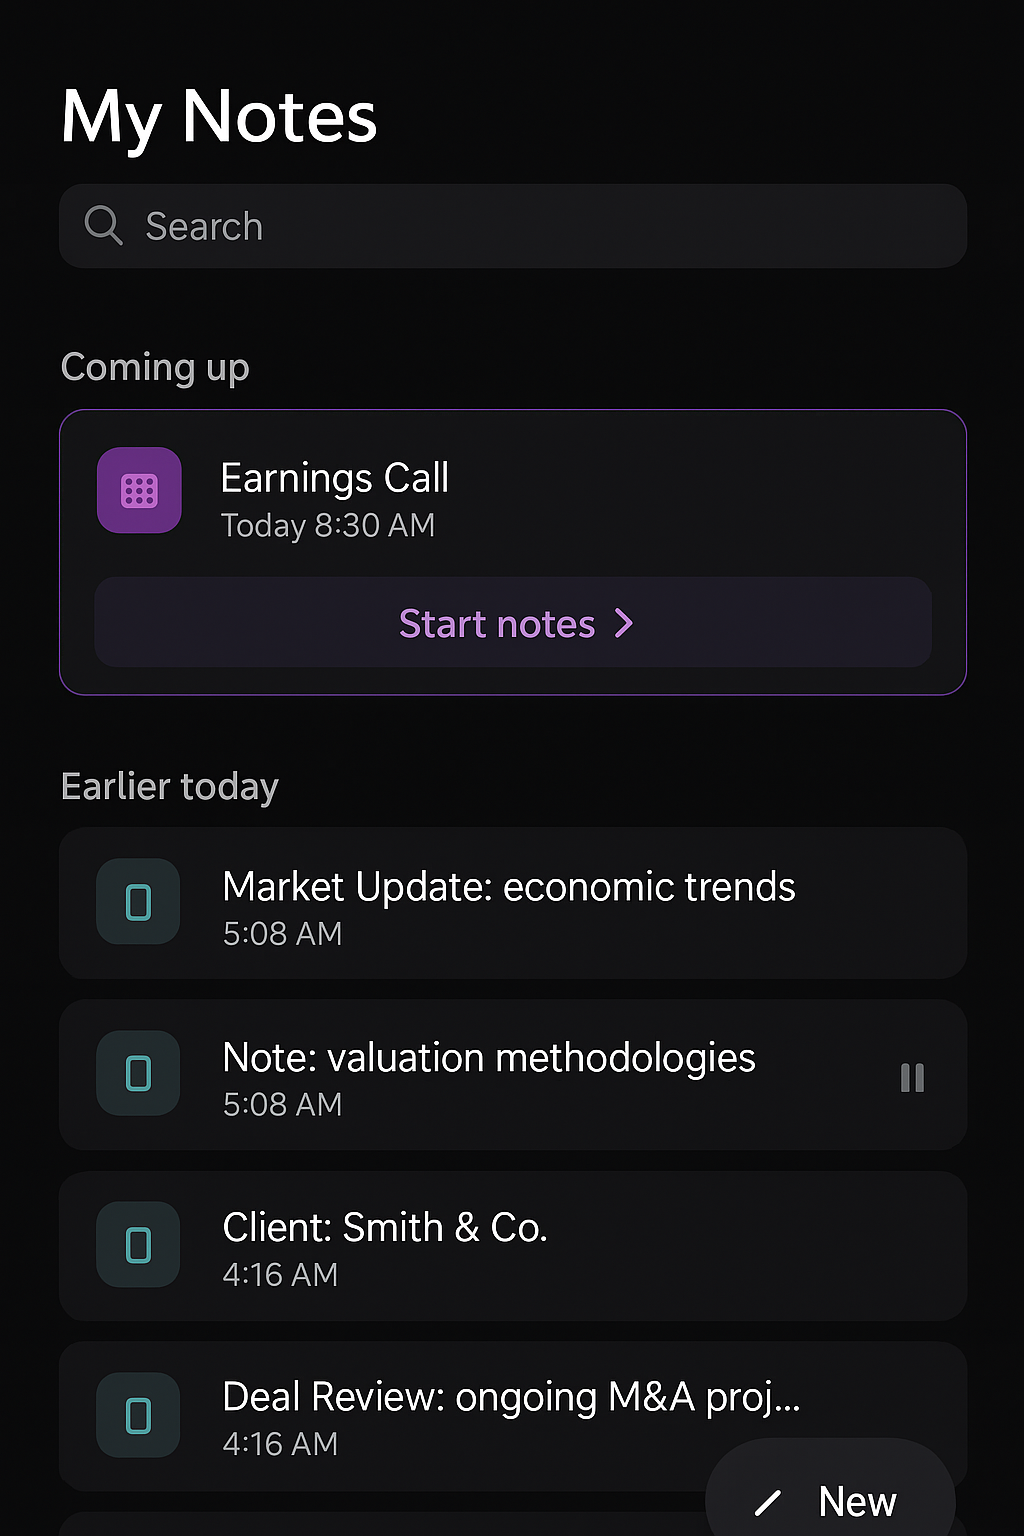 My Notes
Search
Coming up
Earnings Call
Today 8:30 AM
Start notes
Earlier today
Market Update: economic trends
5:08 AM
Note: valuation methodologies
5:08 AM
Client: Smith & Co.
4:16 AM
Deal Review: ongoing M&A proj...
4:16 AM
New